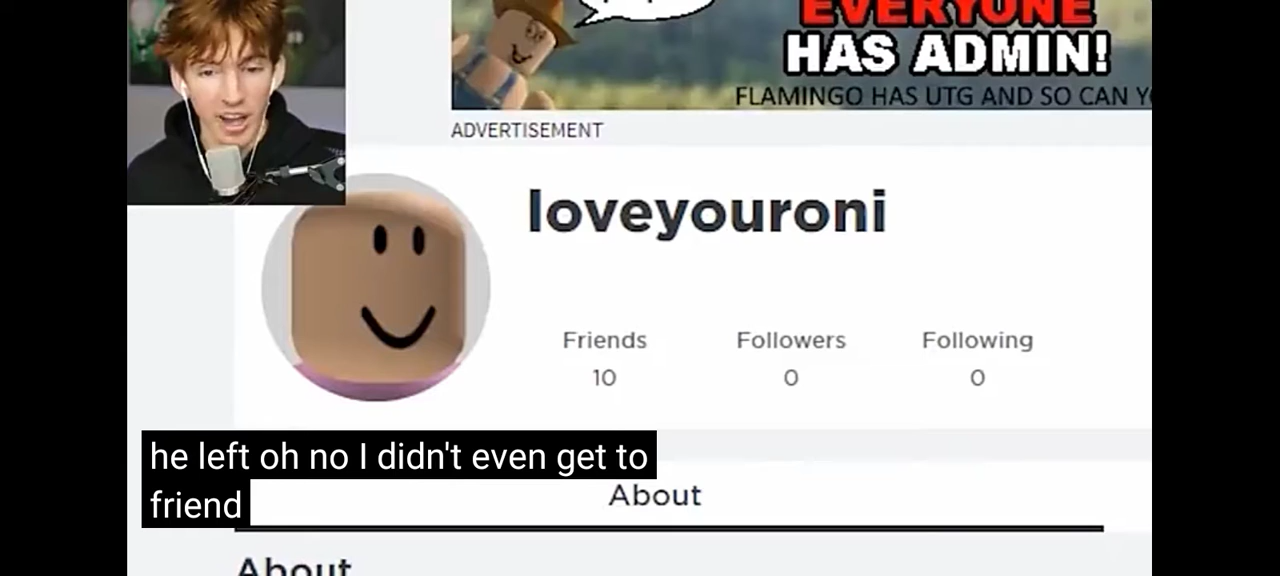 EVERYONE
HAS ADMIN!
FLAMINGO HAS UTG AND SO CAN
ADVERTISEMENT
loveyouroni
Friends
Followers
Following
10
0
0
he left oh no I didn't even get to
friend
About
About